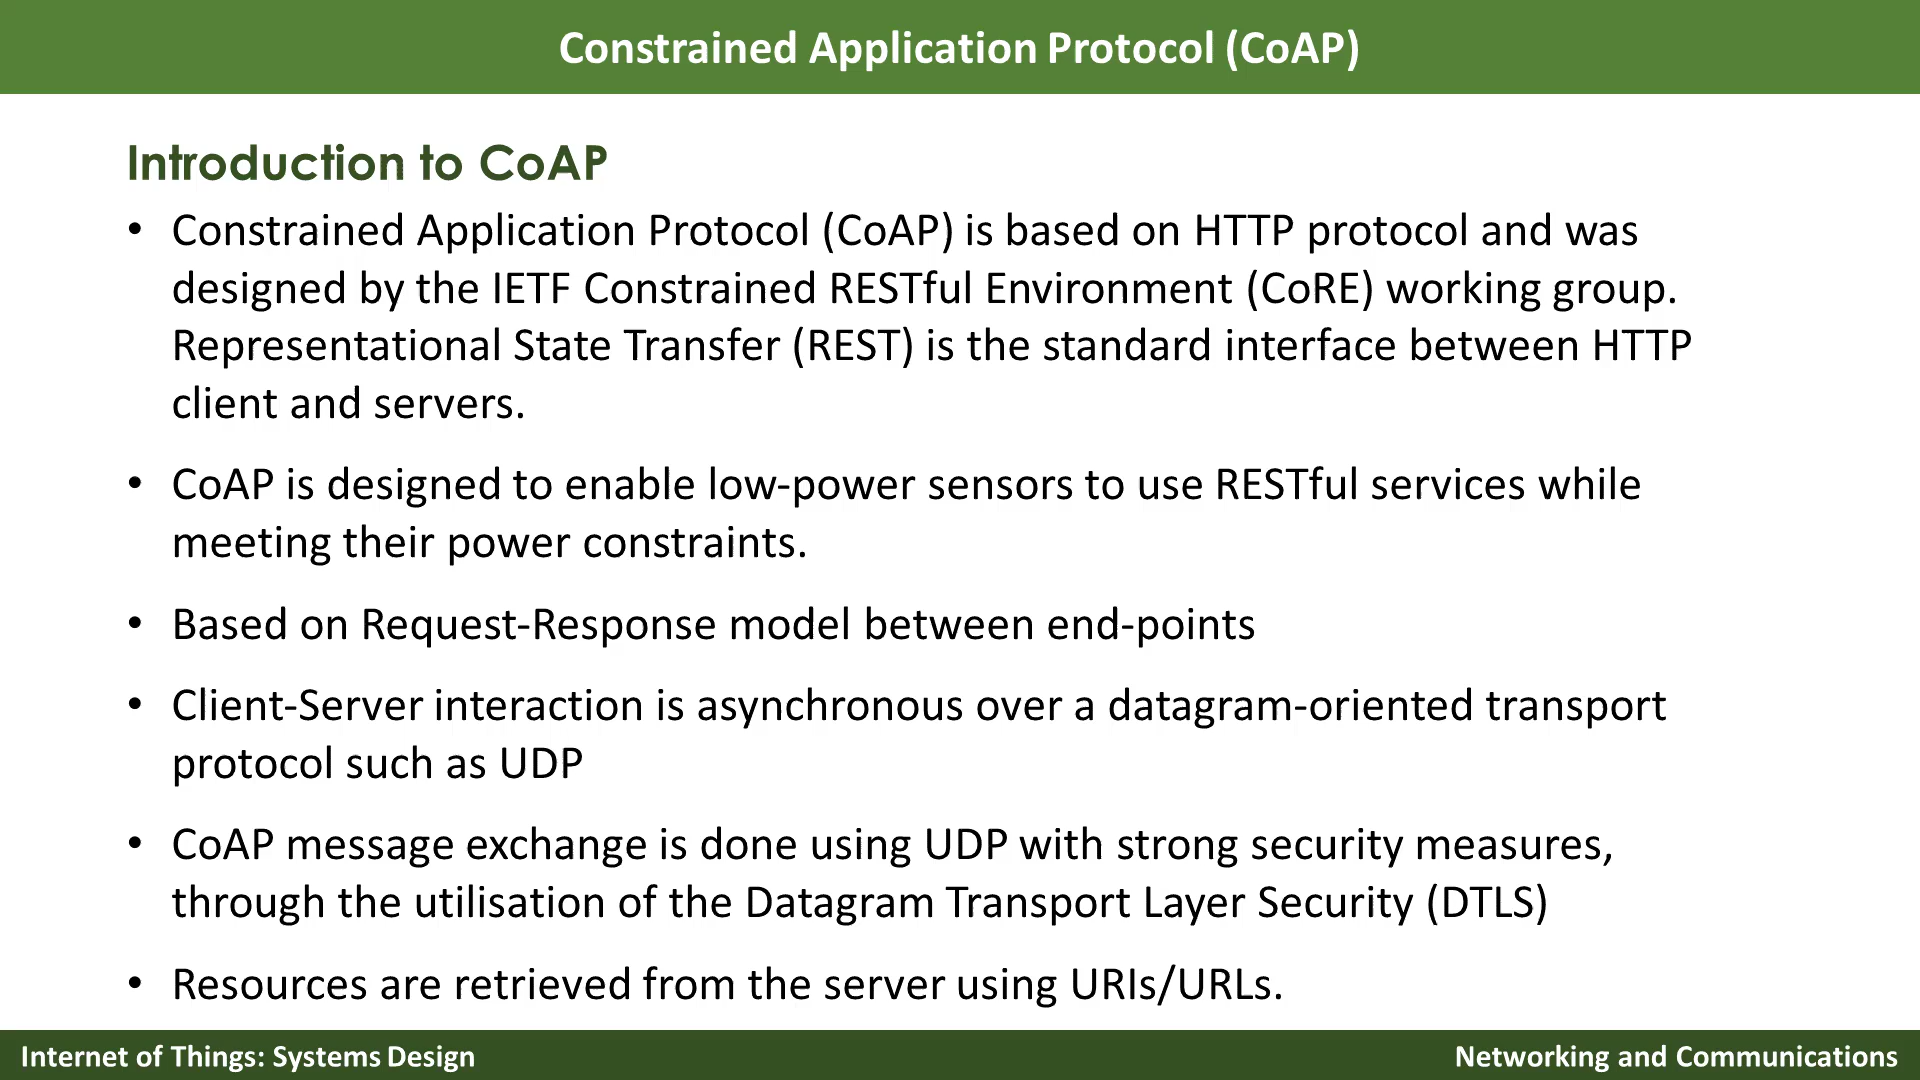 Constrained Application Protocol (CoAP)
Introduction to CoAP
• Constrained Application Protocol (CoAP) is based on HTTP protocol and was
designed by the IETF Constrained RESTful Environment (CoRE) working group.
Representational State Transfer (REST) is the standard interface between HTTP
client and servers.
• CoAP is designed to enable low-power sensors to use RESTful services while
meeting their power constraints.
• Based on Request-Response model between end-points
• Client-Server interaction is asynchronous over a datagram-oriented transport
protocol such as UDP
• CoAP message exchange is done using UDP with strong security measures,
through the utilisation of the Datagram Transport Layer Security (DTLS)
• Resources are retrieved from the server using URIs/URLs.
Internet of Things: Systems Design
Networking and Communications